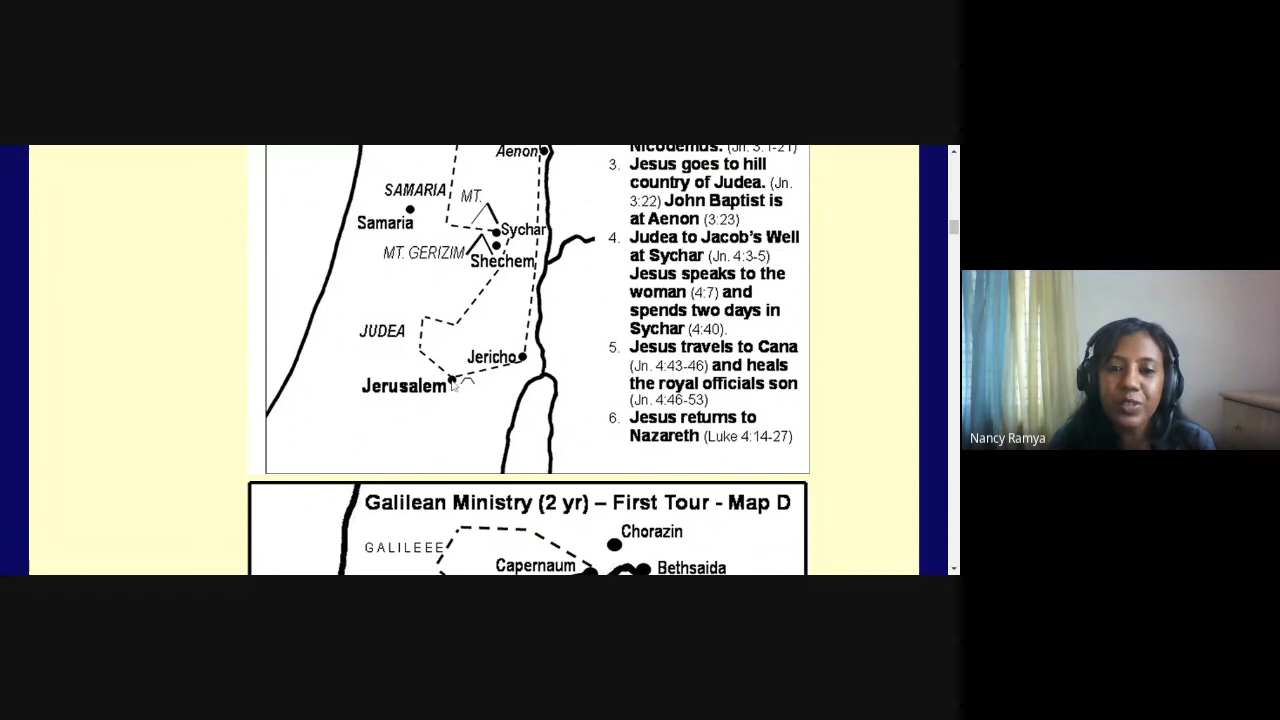 Aenon
SAMARIA
MT.
Samaria
Sychar
MT. GERIZIM
Shechem
JUDEA
Jericho
Jerusalem
Nicodemus. (Jn. 3:1-21)
3. Jesus goes to hill
country of Judea. (Jn.
3:22) John Baptist is
at Aenon (3:23)
4. Judea to Jacob's Well
at Sychar (Jn. 4:3-5)
Jesus speaks to the
woman (4:7) and
spends two days in
Sychar (4:40).
5. Jesus travels to Cana
(Jn. 4:43-46) and heals
the royal officials son
(Jn. 4:46-53)
6. Jesus returns to
Nazareth (Luke 4:14-27)
Galilean Ministry (2 yr) – First Tour - Map D
Chorazin
GALILEEE
Capernaum
Bethsaida
Nancy Ramya